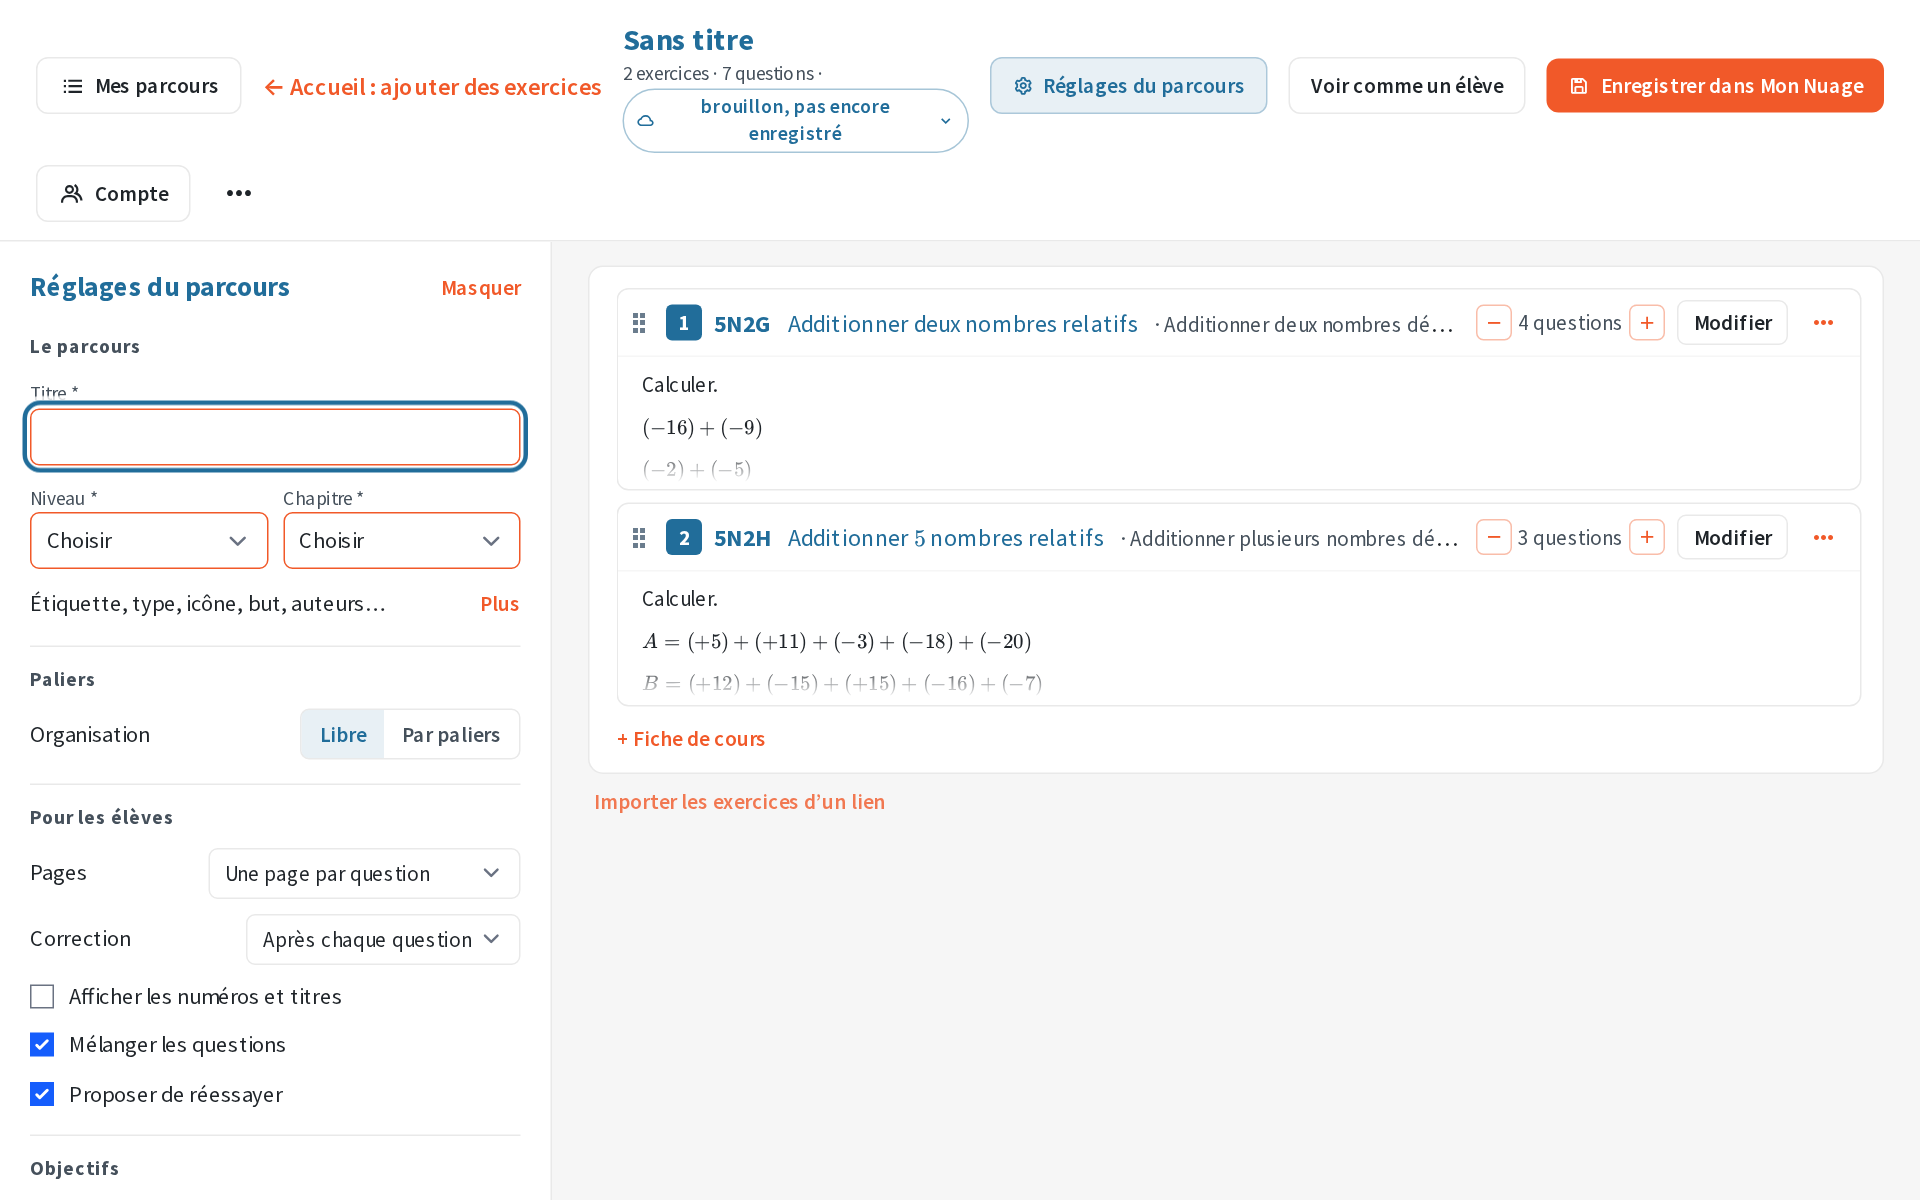 Mes parcours
← Accueil : ajouter des exercices
Sans titre
2 exercices · 7 questions ·
brouillon, pas encore
enregistré
Réglages du parcours
Voir comme un élève
Enregistrer dans Mon Nuage
Compte
•••
Réglages du parcours
Masquer
Le parcours
Titre *
Niveau *
Chapitre *
Choisir
Choisir
Étiquette, type, icône, but, auteurs…
Plus
Paliers
Organisation
Libre
Par paliers
Pour les élèves
Pages
Une page par question
Correction
Après chaque question
Afficher les numéros et titres
Mélanger les questions
Proposer de réessayer
Objectifs
1 5N2G Additionner deux nombres relatifs · Additionner deux nombres dé…
− 4 questions +
Modifier
•••
Calculer.
(−16) + (−9)
(−2) + (−5)
2 5N2H Additionner 5 nombres relatifs · Additionner plusieurs nombres dé…
− 3 questions +
Modifier
•••
Calculer.
A = (+5) + (+11) + (−3) + (−18) + (−20)
B = (+12) + (−15) + (+15) + (−16) + (−7)
+ Fiche de cours
Importer les exercices d’un lien